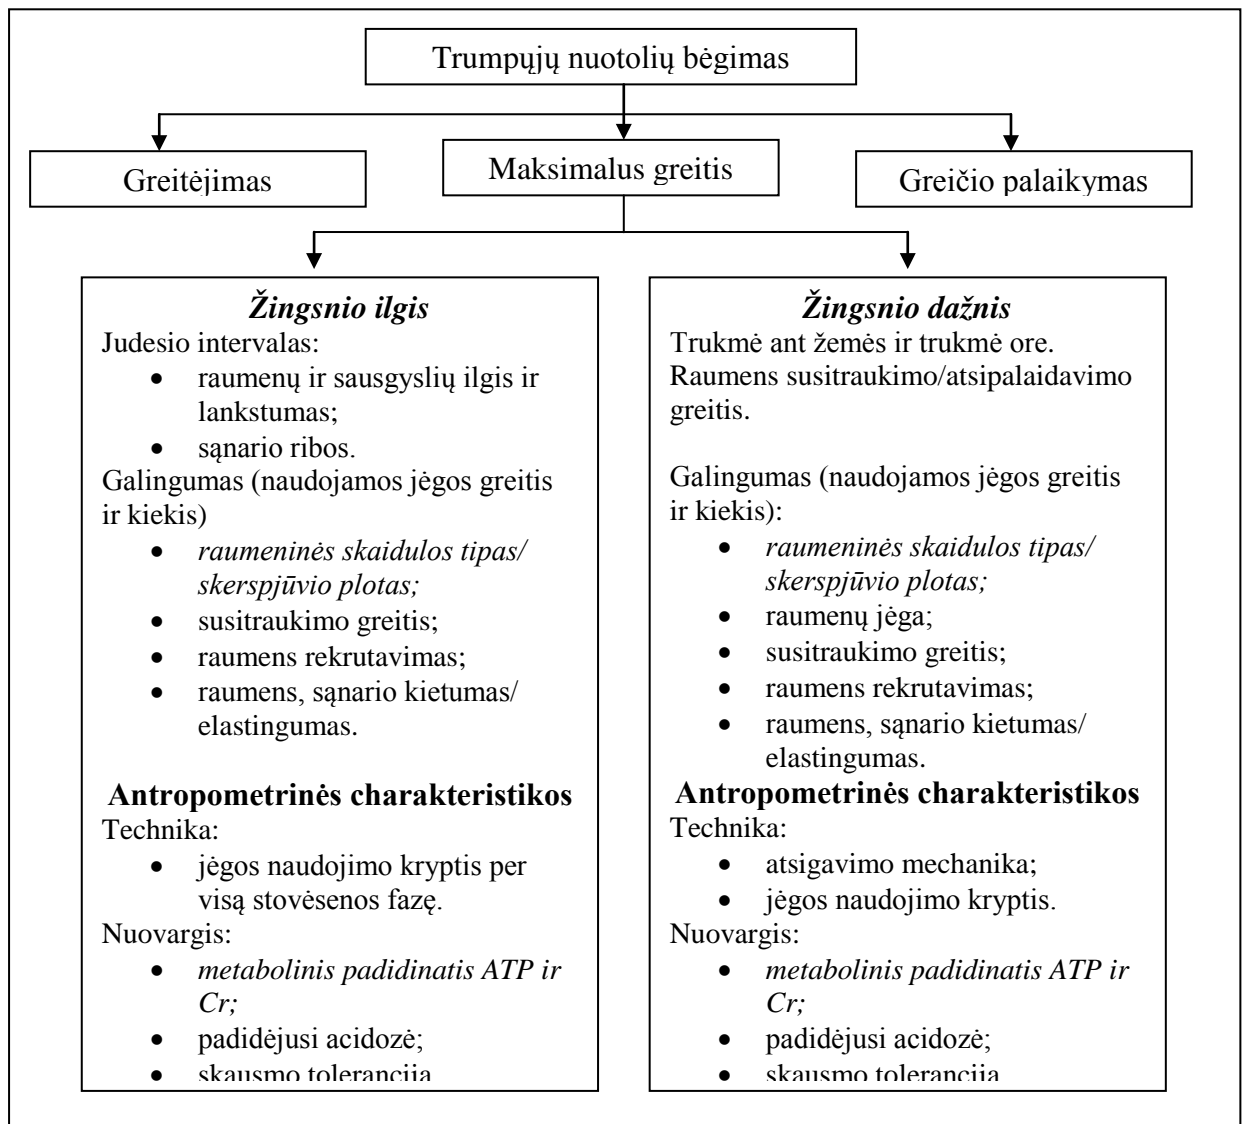 Trumpųjų nuotolių bėgimas
Greitėjimas
Maksimalus greitis
Greičio palaikymas
Žingsnio ilgis
Judesio intervalas:
• raumenų ir sausgyslių ilgis ir
lankstumas;
• sąnario ribos.
Galingumas (naudojamos jėgos greitis
ir kiekis)
• raumeninės skaidulos tipas/
skerspjūvio plotas;
• susitraukimo greitis;
• raumens rekrutavimas;
• raumens, sąnario kietumas/
elastingumas.
Antropometrinės charakteristikos
Technika:
• jėgos naudojimo kryptis per
visą stovėsenos fazę.
Nuovargis:
• metabolinis padidinatis ATP ir
Cr;
• padidėjusi acidozė;
• skausmo tolerancija
Žingsnio dažnis
Trukmė ant žemės ir trukmė ore.
Raumens susitraukimo/atsipalaidavimo
greitis.
Galingumas (naudojamos jėgos greitis
ir kiekis):
• raumeninės skaidulos tipas/
skerspjūvio plotas;
• raumenų jėga;
• susitraukimo greitis;
• raumens rekrutavimas;
• raumens, sąnario kietumas/
elastingumas.
Antropometrinės charakteristikos
Technika:
• atsigavimo mechanika;
• jėgos naudojimo kryptis.
Nuovargis:
• metabolinis padidinatis ATP ir
Cr;
• padidėjusi acidozė;
• skausmo tolerancija